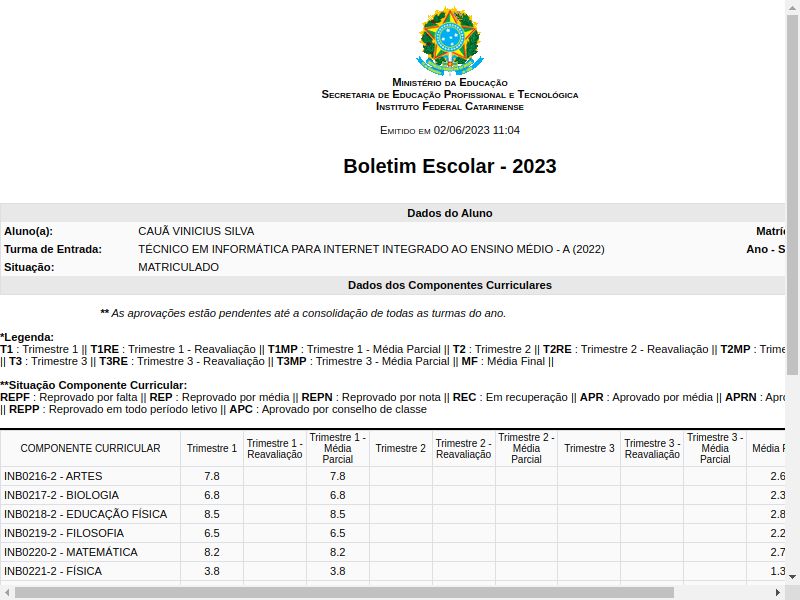 Ministério da Educação
Secretaria de Educação Profissional e Tecnológica
Instituto Federal Catarinense
Emitido em 02/06/2023 11:04
Boletim Escolar - 2023
Dados do Aluno
Aluno(a): CAUÃ VINICIUS SILVA
Turma de Entrada: TÉCNICO EM INFORMÁTICA PARA INTERNET INTEGRADO AO ENSINO MÉDIO - A (2022) Ano - S
Situação: MATRICULADO
Dados dos Componentes Curriculares
** As aprovações estão pendentes até a consolidação de todas as turmas do ano.
*Legenda:
T1 : Trimestre 1 || T1RE : Trimestre 1 - Reavaliação || T1MP : Trimestre 1 - Média Parcial || T2 : Trimestre 2 || T2RE : Trimestre 2 - Reavaliação || T2MP : Trime
|| T3 : Trimestre 3 || T3RE : Trimestre 3 - Reavaliação || T3MP : Trimestre 3 - Média Parcial || MF : Média Final ||
**Situação Componente Curricular:
REPF : Reprovado por falta || REP : Reprovado por média || REPN : Reprovado por nota || REC : Em recuperação || APR : Aprovado por média || APRN : Apro
|| REPP : Reprovado em todo período letivo || APC : Aprovado por conselho de classe
COMPONENTE CURRICULAR Trimestre 1 Trimestre 1 - Reavaliação Trimestre 1 - Média Parcial Trimestre 2 Trimestre 2 - Reavaliação Trimestre 2 - Média Parcial Trimestre 3 Trimestre 3 - Reavaliação Trimestre 3 - Média Parcial Média F
INB0216-2 - ARTES 7.8 7.8 2.6
INB0217-2 - BIOLOGIA 6.8 6.8 2.3
INB0218-2 - EDUCAÇÃO FÍSICA 8.5 8.5 2.8
INB0219-2 - FILOSOFIA 6.5 6.5 2.2
INB0220-2 - MATEMÁTICA 8.2 8.2 2.7
INB0221-2 - FÍSICA 3.8 3.8 1.3